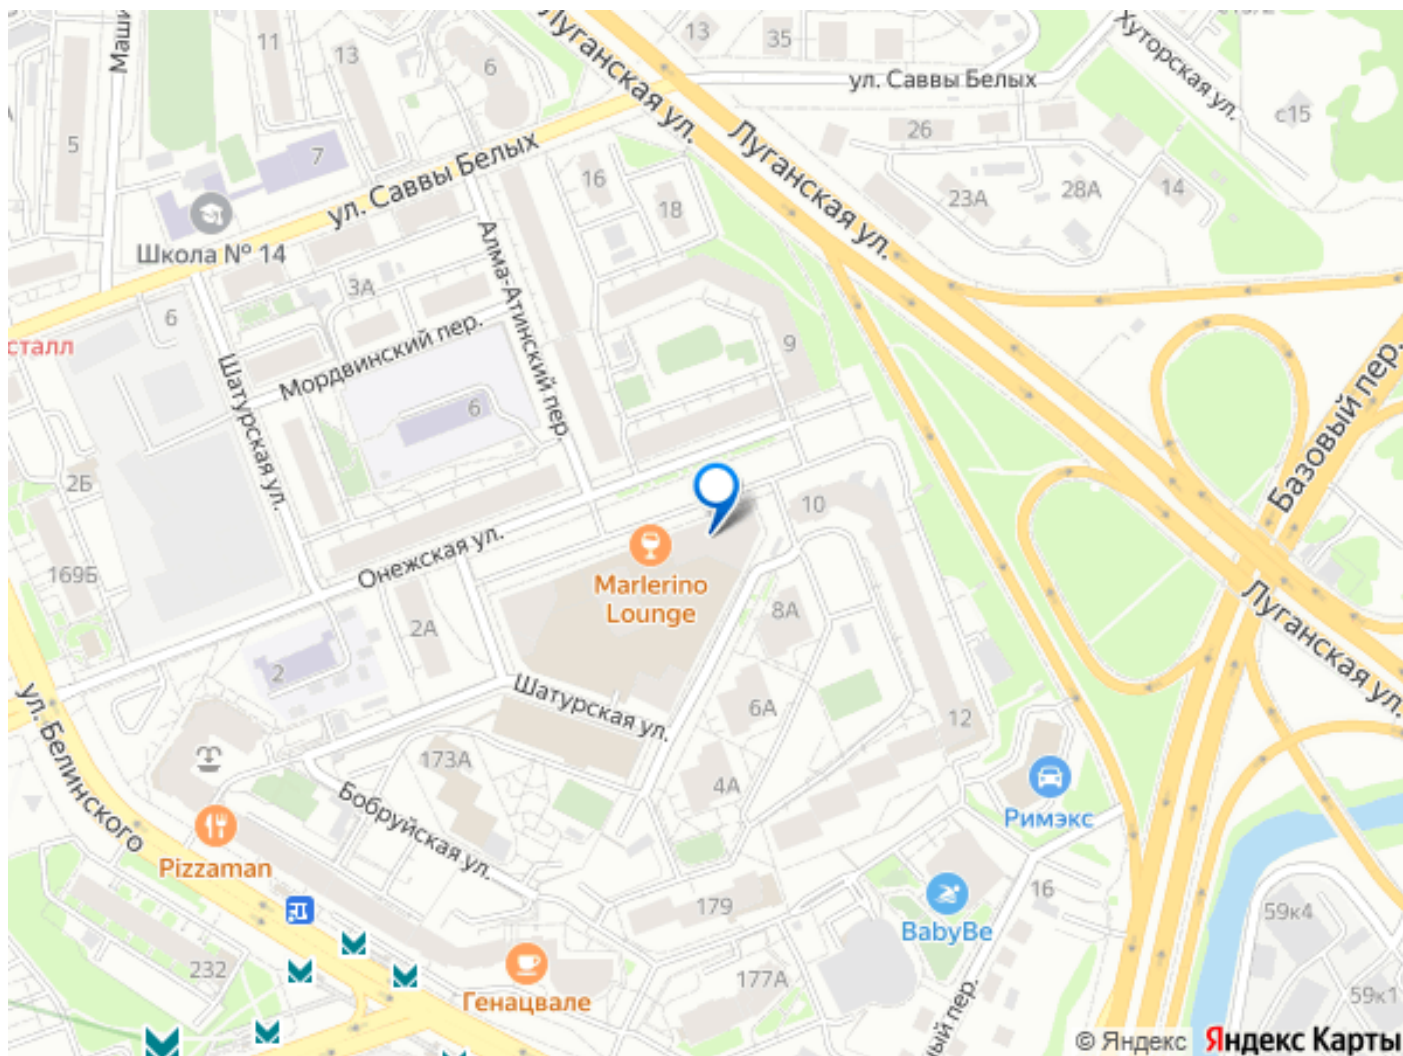 11
13
6
13
35
ул. Саввы Белых
Хуторская ул.
с15
Луганская ул.
Луганская ул.
26
5
7
ул. Саввы Белых
16
18
23А
28А
14
Школа № 14
Алма-Атинский пер.
3А
6
сталл
Мордвинский пер.
Шатурская ул.
9
6
Базовый пер.
2Б
10
Онежская ул.
169Б
Marlerino
Lounge
2А
8А
Луганская ул.
2
Шатурская ул.
6А
12
ул. Белинского
173А
4А
Бобруйская ул.
Римэкс
Pizzaman
179
16
BabyBe
59к4
232
Генацвале
177А
59к1
ный пер.
© Яндекс
Яндекс Карты